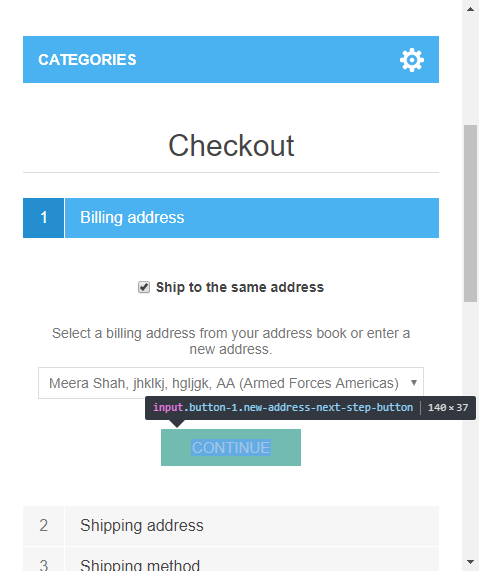 CATEGORIES
Checkout
1 Billing address
Ship to the same address
Select a billing address from your address book or enter a
new address.
Meera Shah, jhklkj, hgljgk, AA (Armed Forces Americas)
input.button-1.new-address-next-step-button 140×37
CONTINUE
2 Shipping address
3 Shipping method